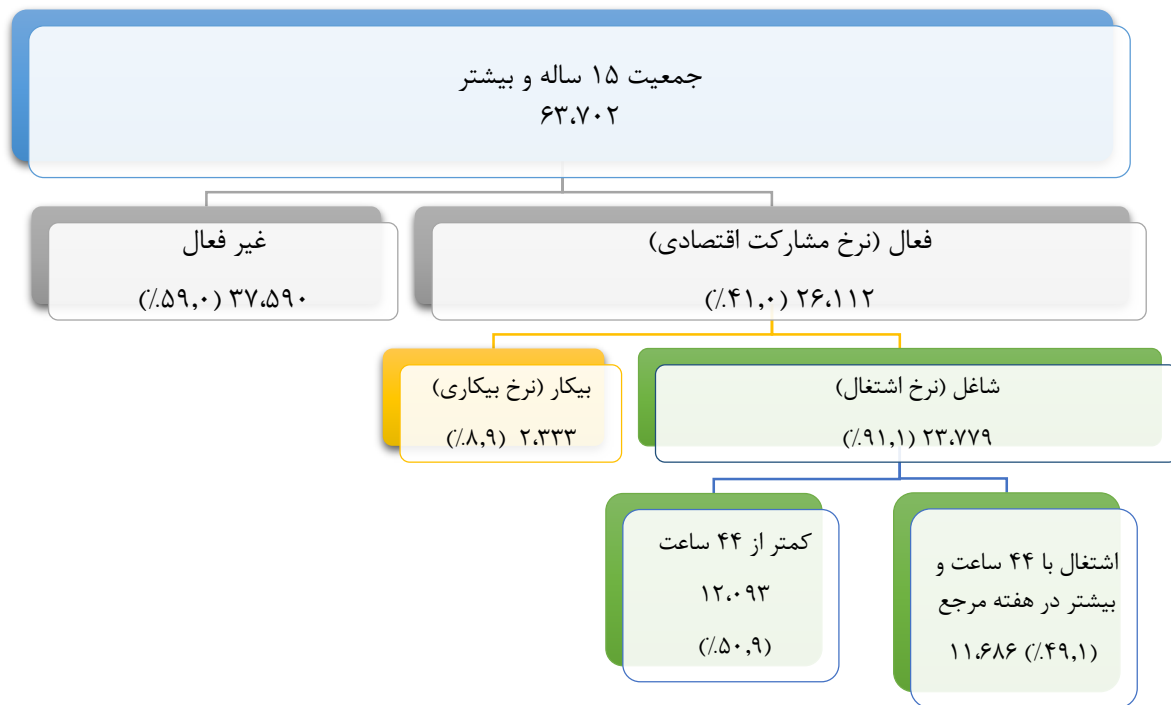 جمعیت ۱۵ ساله و بیشتر
۶۳،۷۰۲
فعال (نرخ مشارکت اقتصادی)
۲۶،۱۱۲ (٪۴۱,۰)
غیر فعال
۳۷،۵۹۰ (٪۵۹,۰)
شاغل (نرخ اشتغال)
۲۳،۷۷۹ (٪۹۱,۱)
بیکار (نرخ بیکاری)
۲،۳۳۳ (٪۸,۹)
اشتغال با ۴۴ ساعت و
بیشتر در هفته مرجع
۱۱،۶۸۶ (٪۴۹,۱)
کمتر از ۴۴ ساعت
۱۲،۰۹۳
(٪۵۰,۹)